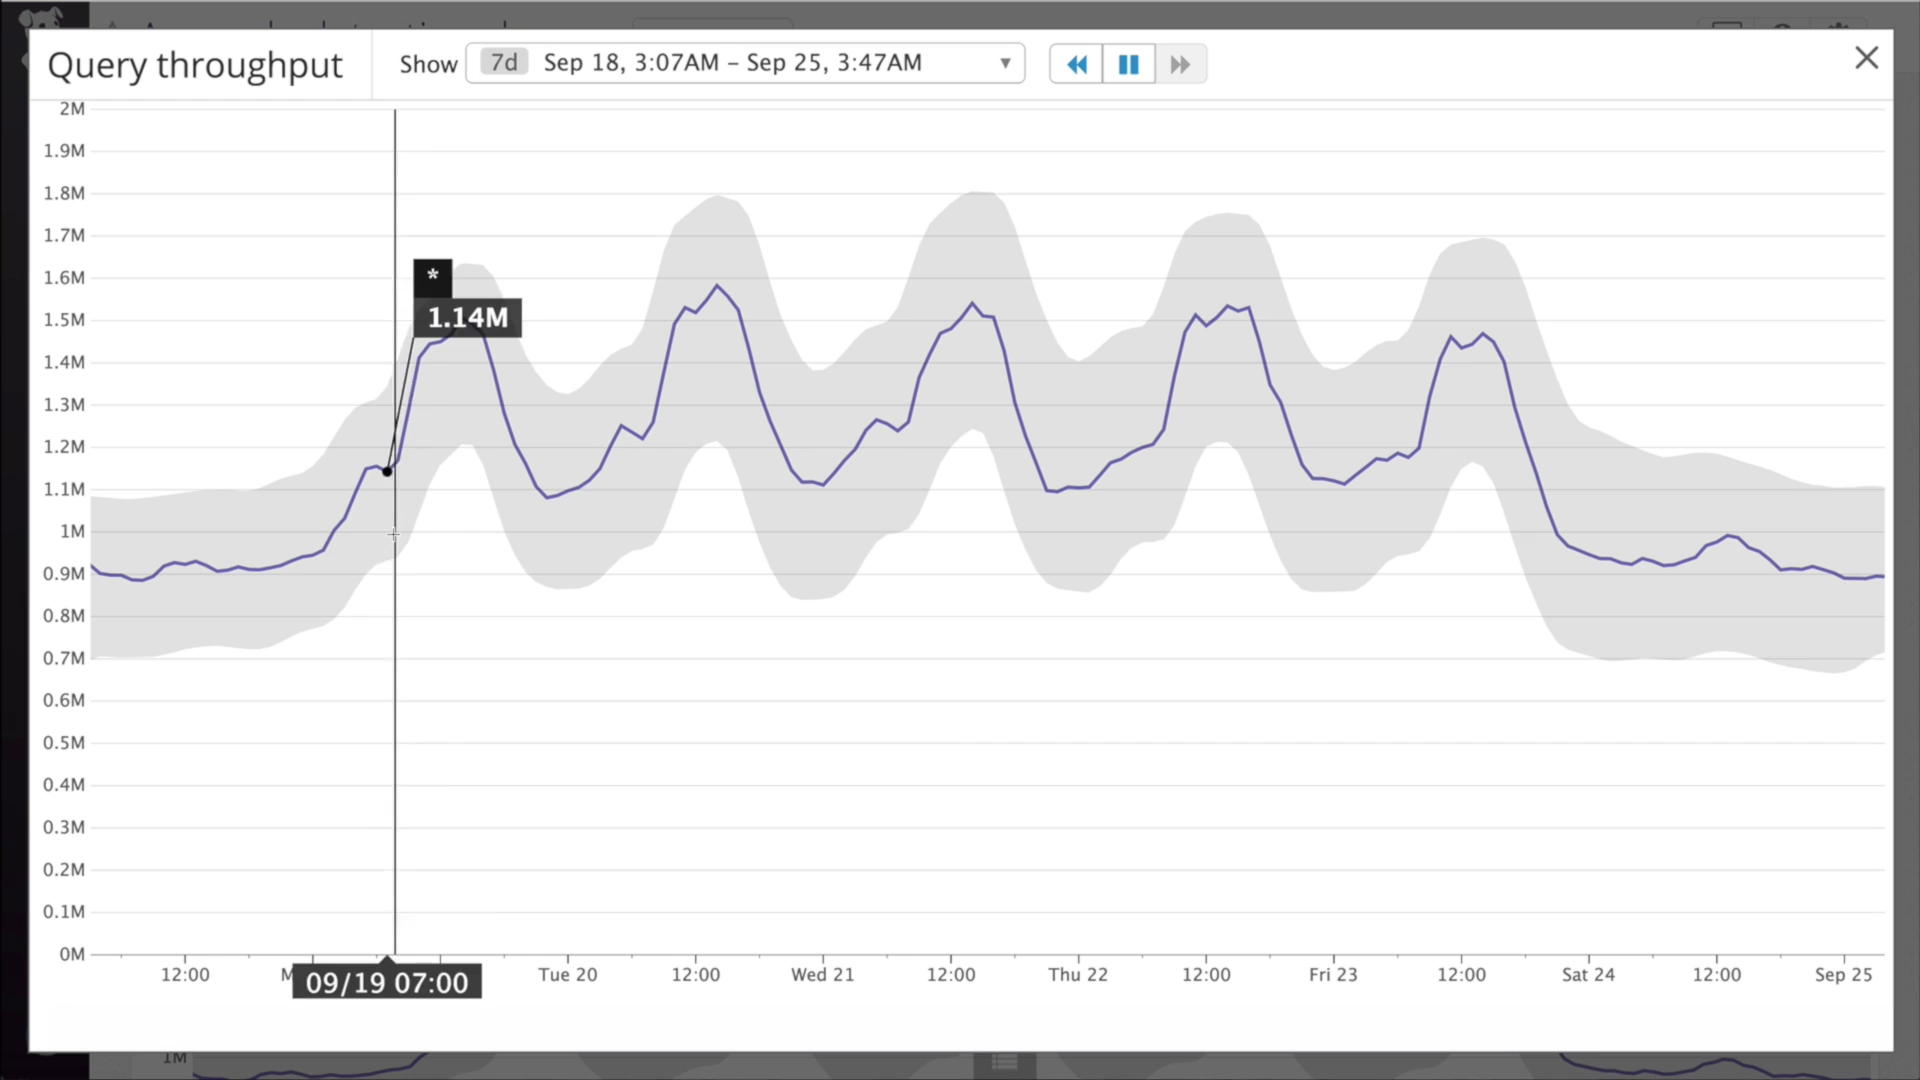 Query throughput
Show 7d Sep 18, 3:07AM – Sep 25, 3:47AM
2M
1.9M
1.8M
1.7M
1.6M
1.5M
1.4M
1.3M
1.2M
1.1M
1M
0.9M
0.8M
0.7M
0.6M
0.5M
0.4M
0.3M
0.2M
0.1M
0M
*
1.14M
12:00 09/19 07:00 Tue 20 12:00 Wed 21 12:00 Thu 22 12:00 Fri 23 12:00 Sat 24 12:00 Sep 25
1M